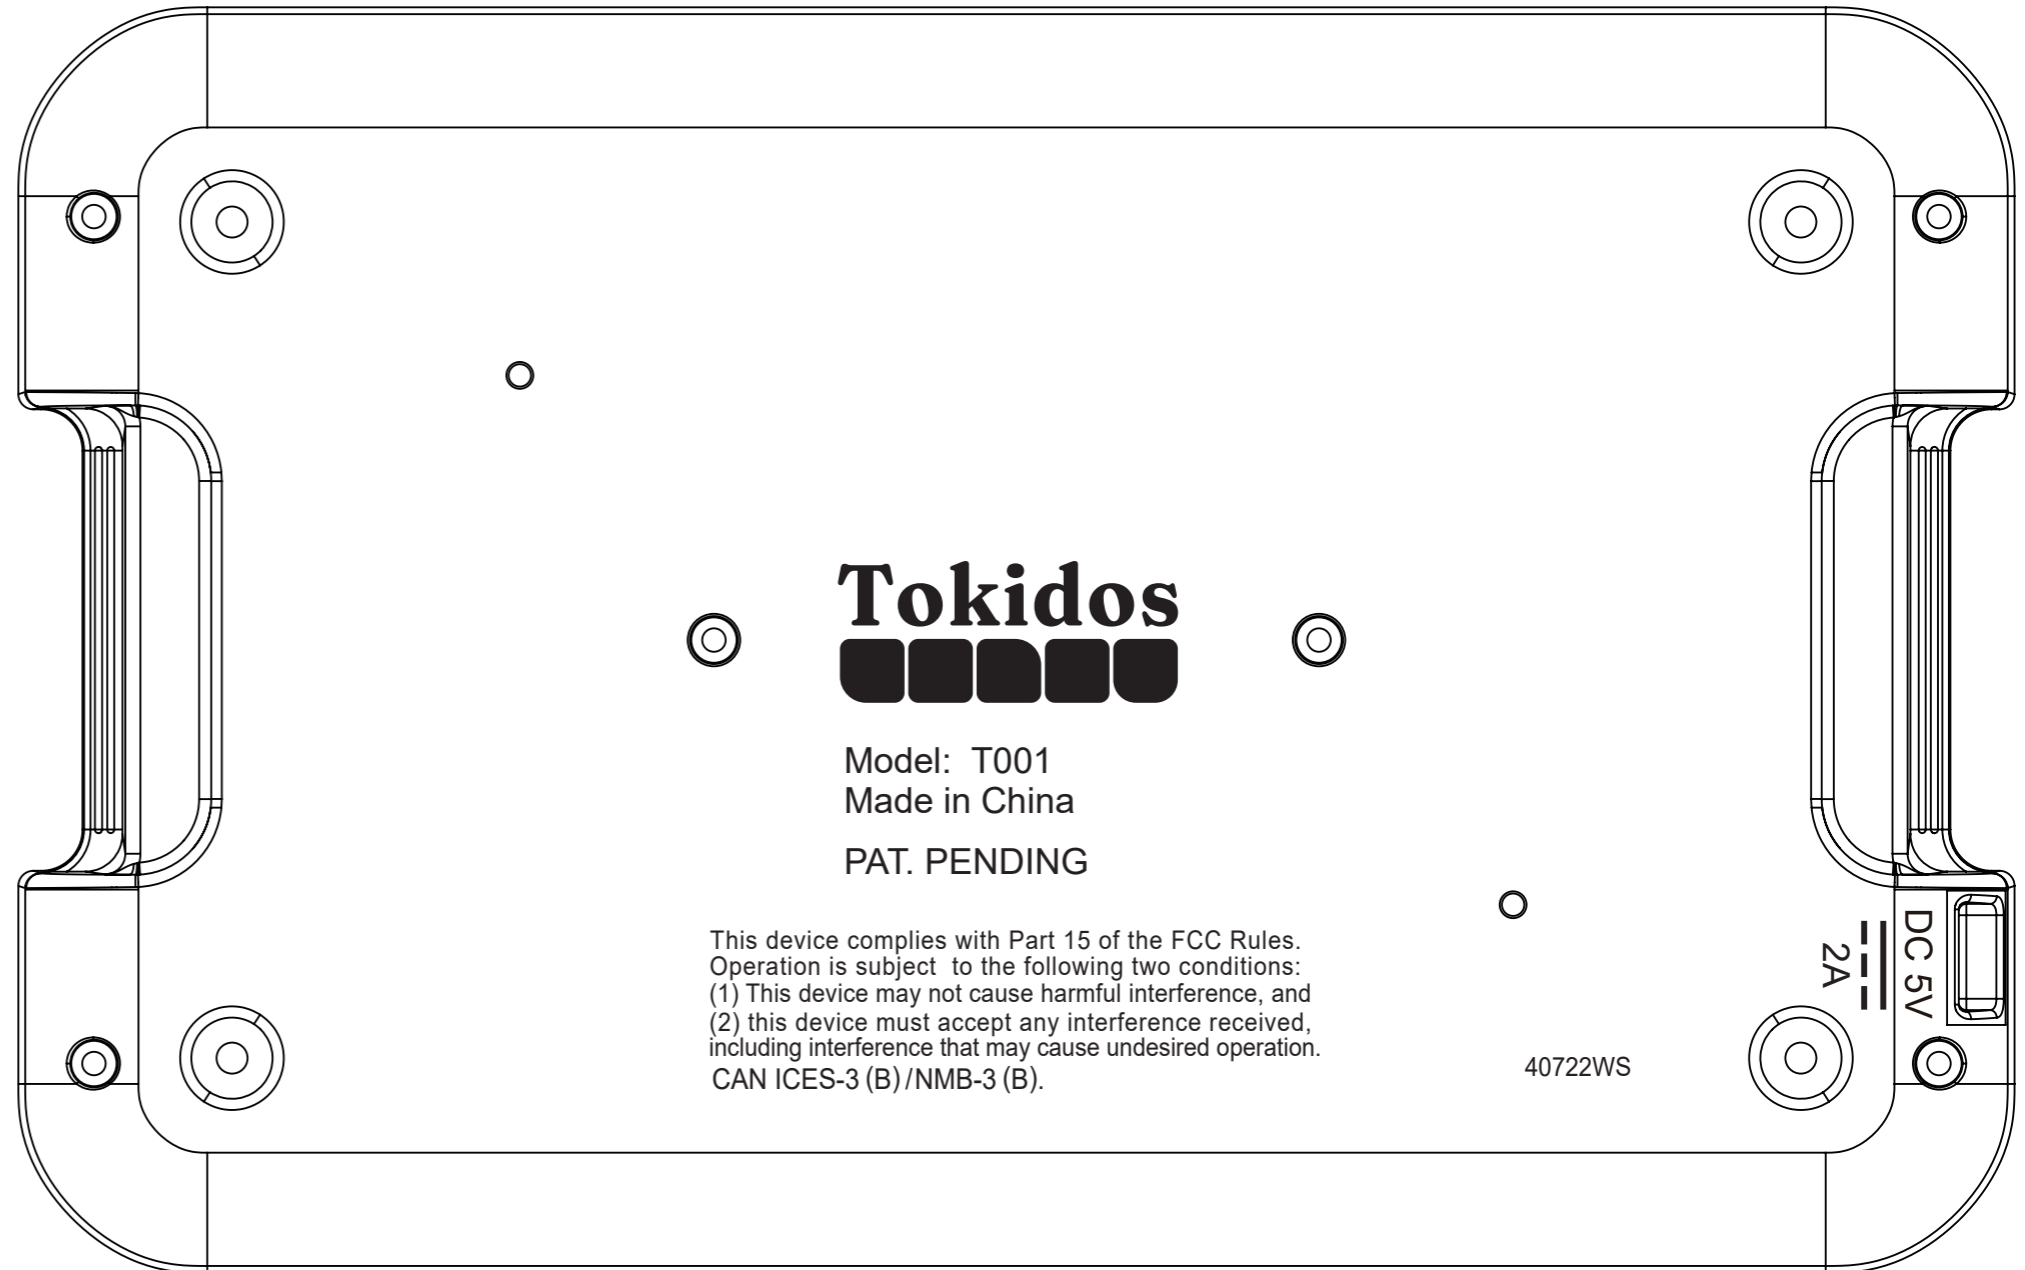 Tokidos
Model: T001
Made in China
PAT. PENDING
This device complies with Part 15 of the FCC Rules.
Operation is subject to the following two conditions:
(1) This device may not cause harmful interference, and
(2) this device must accept any interference received,
including interference that may cause undesired operation.
CAN ICES-3 (B)/NMB-3 (B).
40722WS
DC 5V
2A